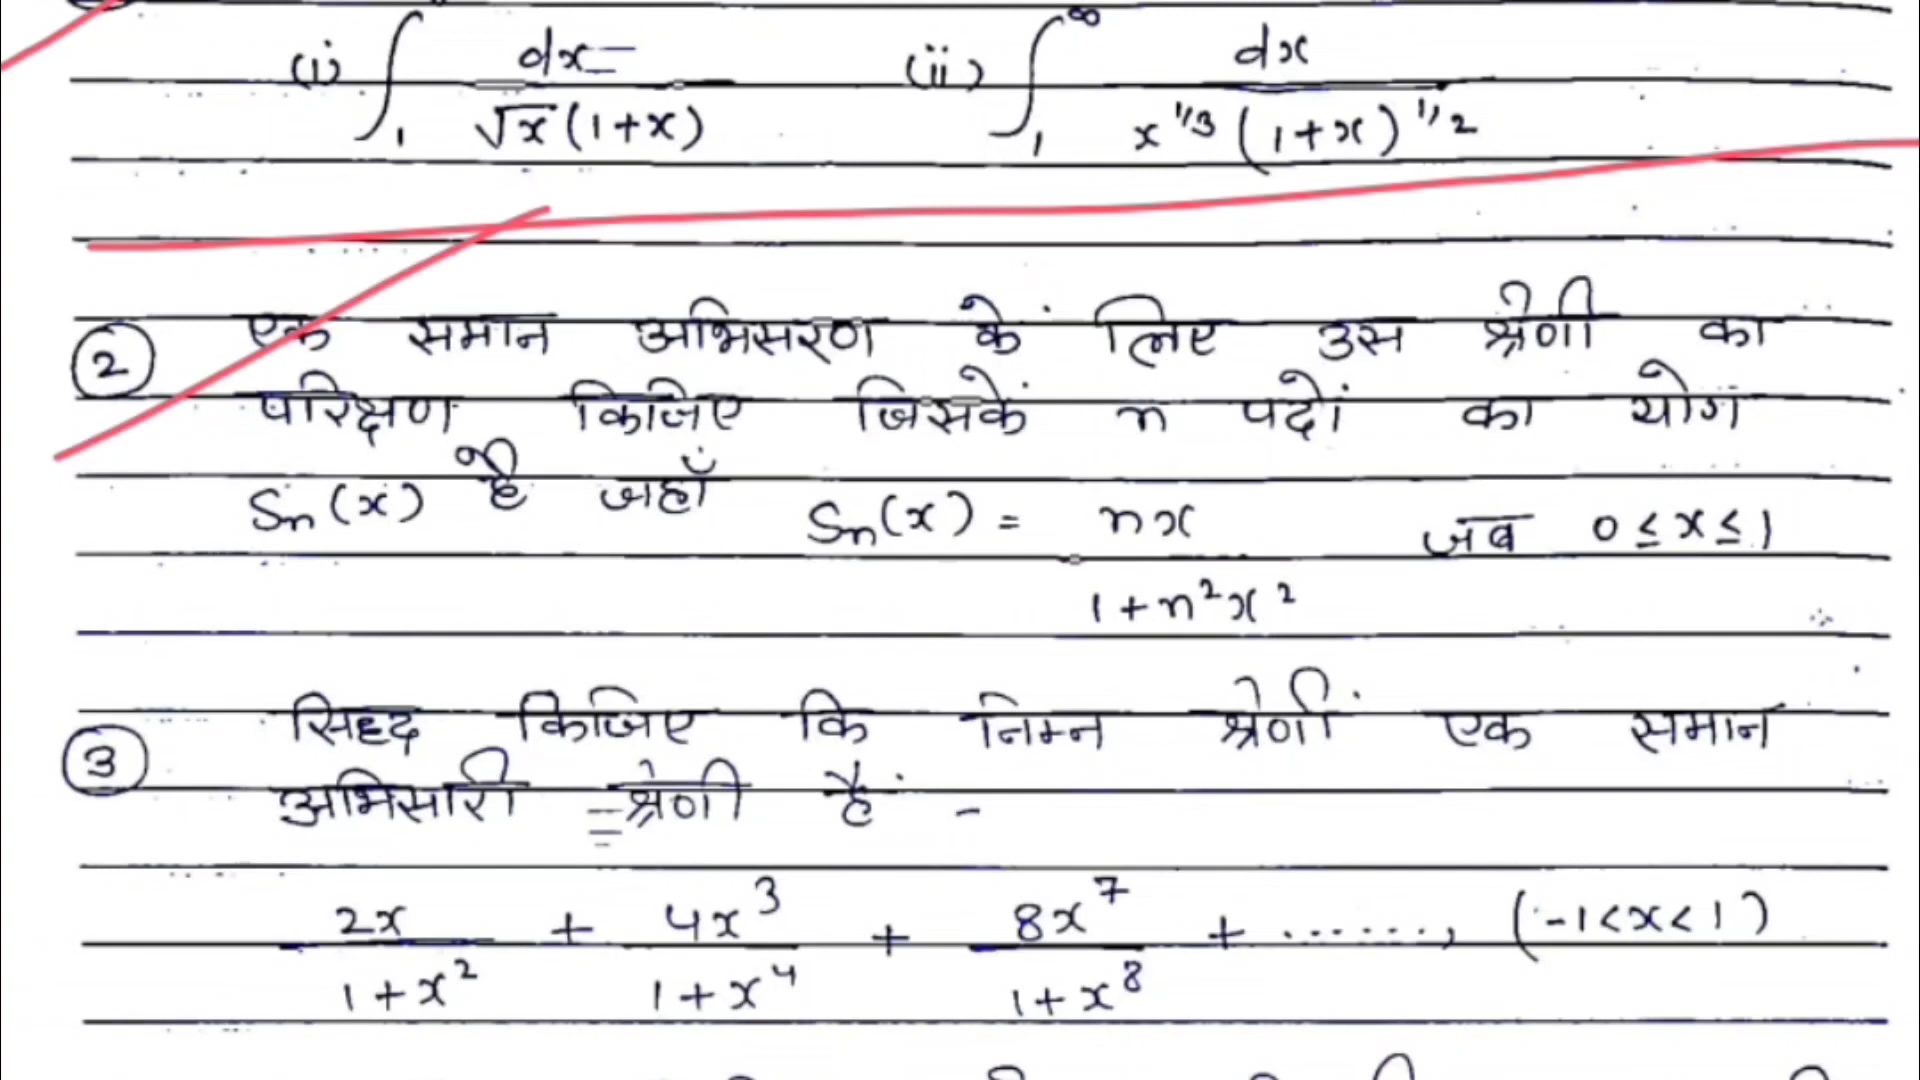 (i) ∫₁ dx / √x (1+x) (ii) ∫₁^∞ dx / x^1/3 (1+x)^1/2
② एक समान अभिसरण के लिए उस श्रेणी का
परिक्षण किजिए जिसकें n पदों का योग
Sn(x) है जहाँ Sn(x) = nx / 1+n²x² जब 0≤x≤1
③ सिद्द किजिए कि निम्न श्रेणी एक समान
अभिसारी श्रेणी है -
2x / 1+x² + 4x³ / 1+x⁴ + 8x⁷ / 1+x⁸ + ......, (-1<x<1)